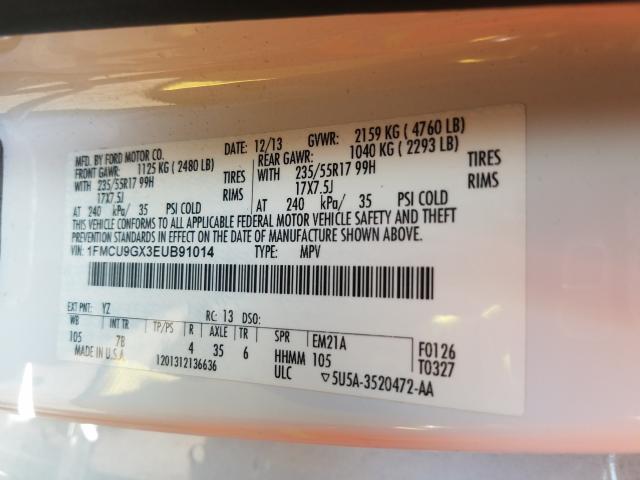 MFD. BY FORD MOTOR CO.
DATE: 12/13 GVWR: 2159 KG ( 4760 LB)
FRONT GAWR: 1125 KG ( 2480 LB)
REAR GAWR: 1040 KG ( 2293 LB)
WITH 235/55R17 99H TIRES
WITH 235/55R17 99H TIRES
17X7.5J RIMS
17X7.5J RIMS
AT 240 kPa/ 35 PSI COLD
AT 240 kPa/ 35 PSI COLD
THIS VEHICLE CONFORMS TO ALL APPLICABLE FEDERAL MOTOR VEHICLE SAFETY AND THEFT
PREVENTION STANDARDS IN EFFECT ON THE DATE OF MANUFACTURE SHOWN ABOVE.
VIN: 1FMCU9GX3EUB91014 TYPE: MPV
EXT PNT: YZ RC: 13 DSO:
WB INT TR TP/PS R AXLE TR SPR EM21A F0126
105 7B 4 35 6 HHMM 105 T0327
MADE IN U.S.A. 1201312136636 ULC ▽5U5A-3520472-AA